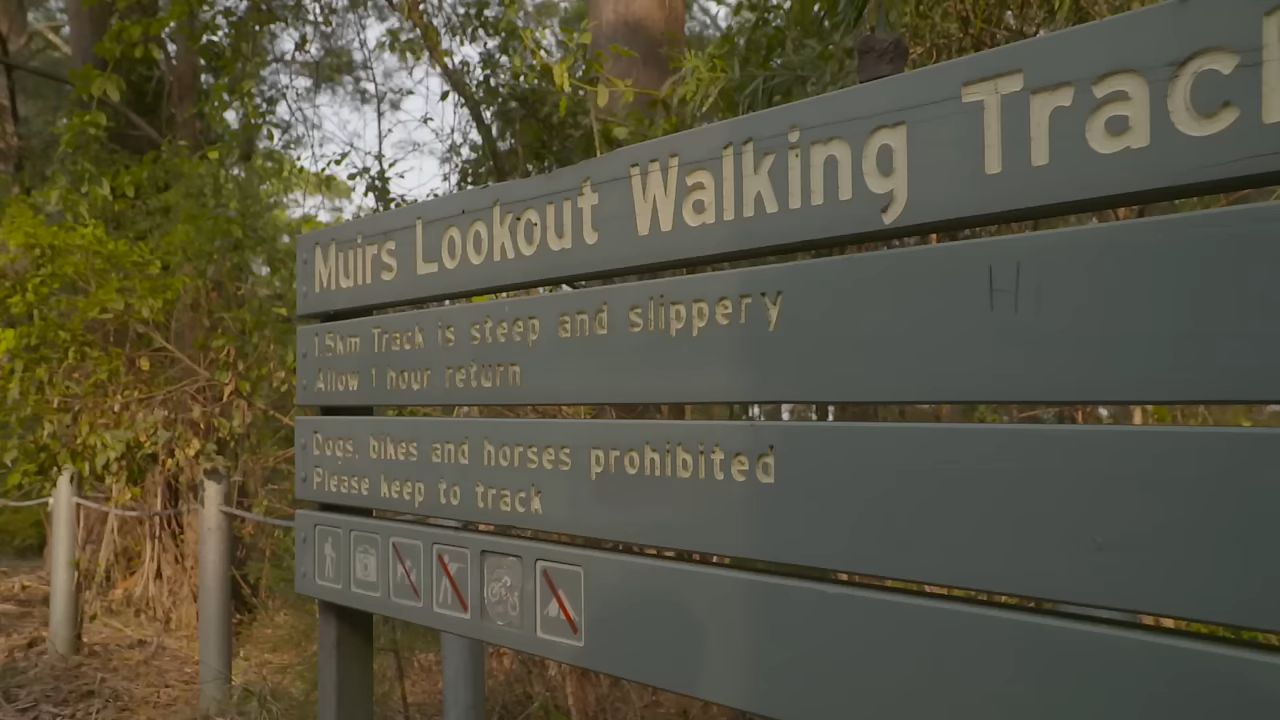 Muirs Lookout Walking Track
1.5km Track is steep and slippery
Allow 1 hour return
Dogs, bikes and horses prohibited
Please keep to track
H